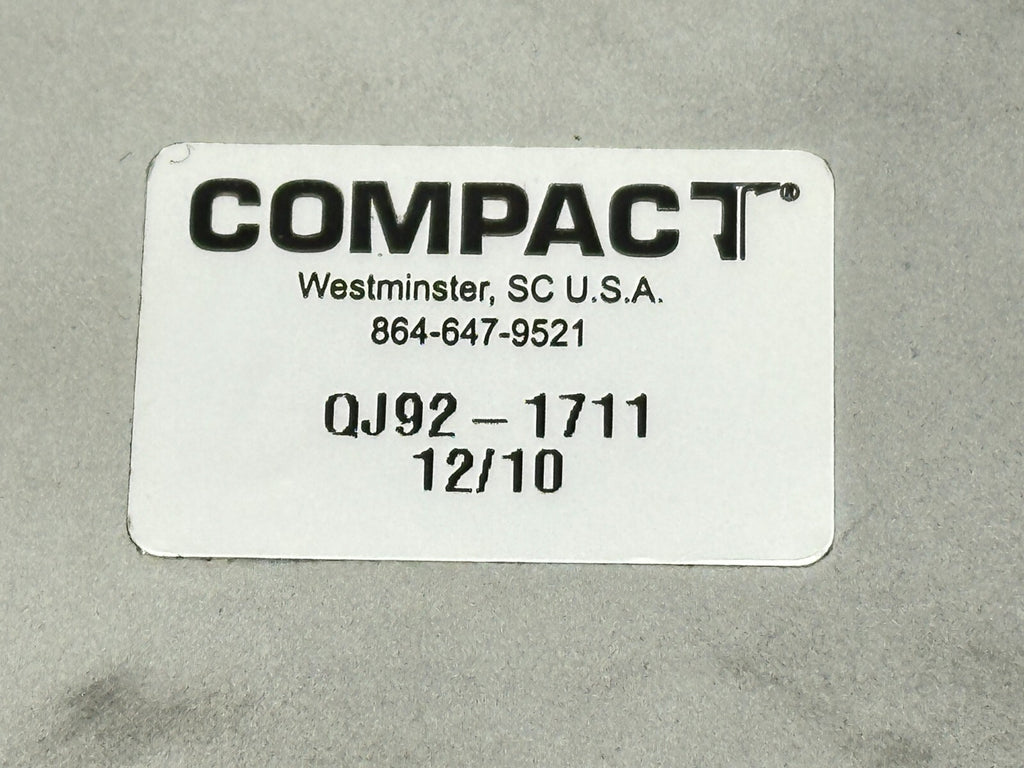 COMPACT®
Westminster, SC U.S.A.
864-647-9521
QJ92-1711
12/10